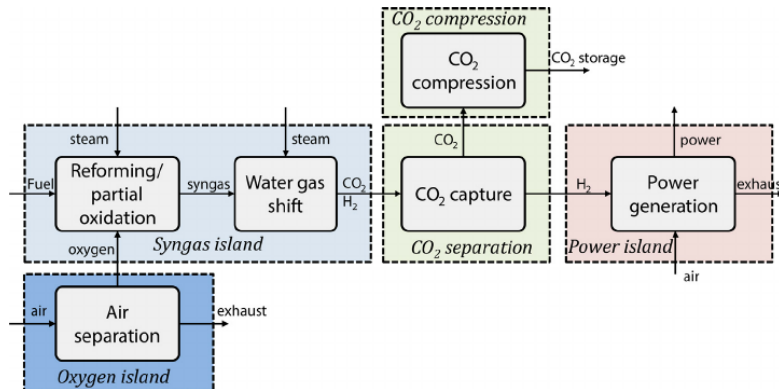 CO₂ compression
CO₂
compression
CO₂ storage
steam
steam
CO₂
power
Fuel
Reforming/
partial
oxidation
syngas
Water gas
shift
CO₂
H₂
CO₂ capture
H₂
Power
generation
exhaus
oxygen
Syngas island
CO₂ separation
Power island
air
air
Air
separation
exhaust
Oxygen island